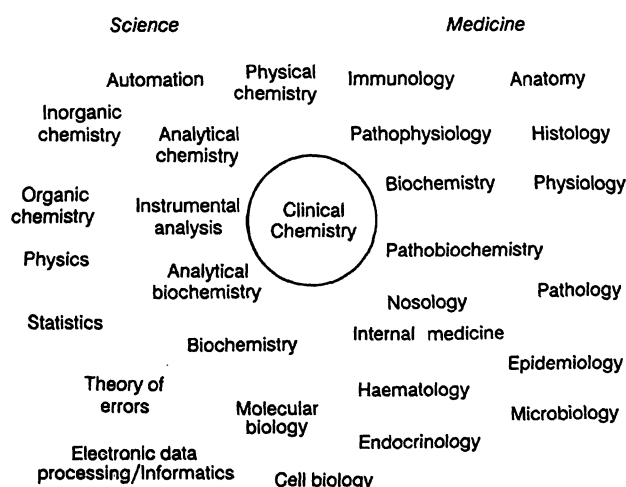 Science
Medicine
Automation
Physical
chemistry
Immunology
Anatomy
Inorganic
chemistry
Analytical
chemistry
Pathophysiology
Histology
Biochemistry
Physiology
Organic
chemistry
Instrumental
analysis
Clinical
Chemistry
Physics
Analytical
biochemistry
Pathobiochemistry
Nosology
Pathology
Statistics
Biochemistry
Internal medicine
Epidemiology
Theory of
errors
Molecular
biology
Haematology
Microbiology
Endocrinology
Electronic data
processing/Informatics
Cell biology